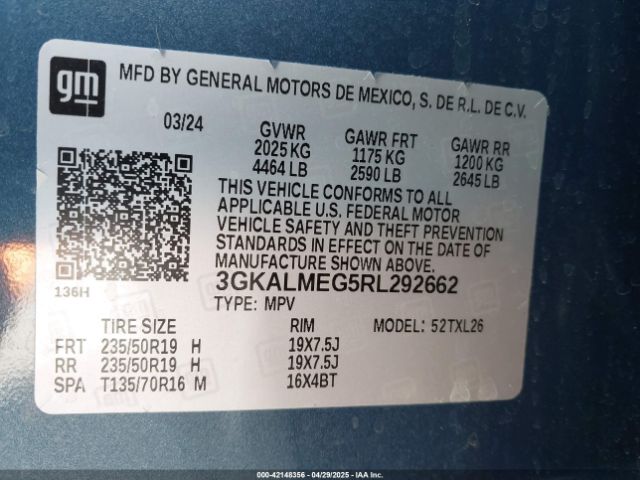 gm
MFD BY GENERAL MOTORS DE MEXICO, S. DE R.L. DE C.V.
03/24 GVWR GAWR FRT GAWR RR
2025 KG 1175 KG 1200 KG
4464 LB 2590 LB 2645 LB
THIS VEHICLE CONFORMS TO ALL
APPLICABLE U.S. FEDERAL MOTOR
VEHICLE SAFETY AND THEFT PREVENTION
STANDARDS IN EFFECT ON THE DATE OF
MANUFACTURE SHOWN ABOVE.
136H
3GKALMEG5RL292662
TYPE: MPV
TIRE SIZE RIM MODEL: 52TXL26
FRT 235/50R19 H 19X7.5J
RR 235/50R19 H 19X7.5J
SPA T135/70R16 M 16X4BT
000-42148356 - 04/29/2025 - IAA Inc.